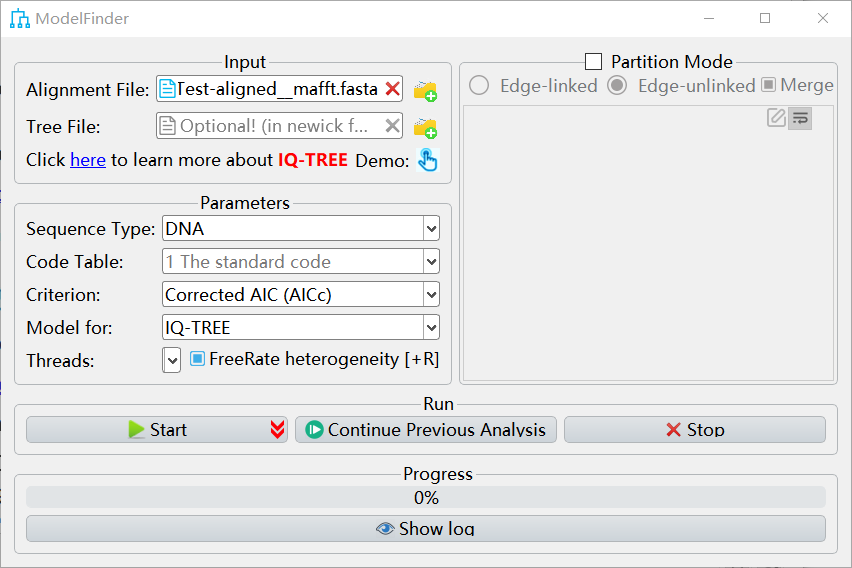 ModelFinder
Input
Alignment File: Test-aligned__mafft.fasta
Tree File: Optional! (in newick f...
Click here to learn more about IQ-TREE Demo:
Parameters
Sequence Type: DNA
Code Table: 1 The standard code
Criterion: Corrected AIC (AICc)
Model for: IQ-TREE
Threads: FreeRate heterogeneity [+R]
Partition Mode
Edge-linked Edge-unlinked Merge
Run
Start Continue Previous Analysis Stop
Progress
0%
Show log